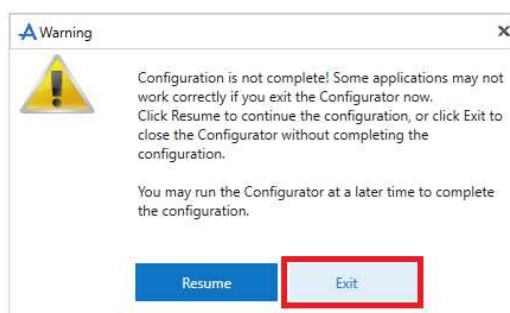 Warning
Configuration is not complete! Some applications may not
work correctly if you exit the Configurator now.
Click Resume to continue the configuration, or click Exit to
close the Configurator without completing the
configuration.
You may run the Configurator at a later time to complete
the configuration.
Resume
Exit